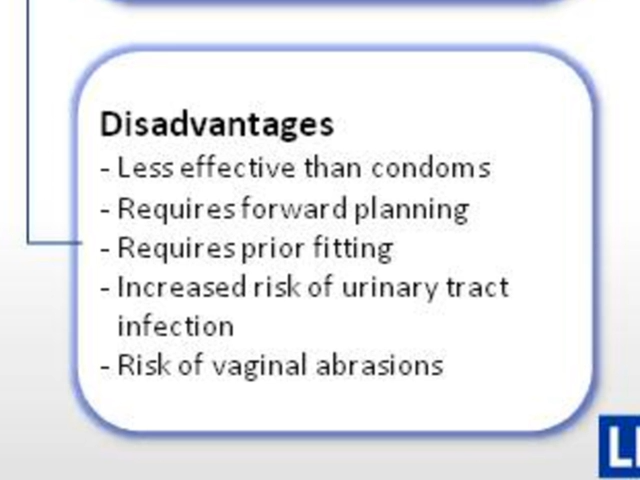 Disadvantages
- Less effective than condoms
- Requires forward planning
- Requires prior fitting
- Increased risk of urinary tract
infection
- Risk of vaginal abrasions